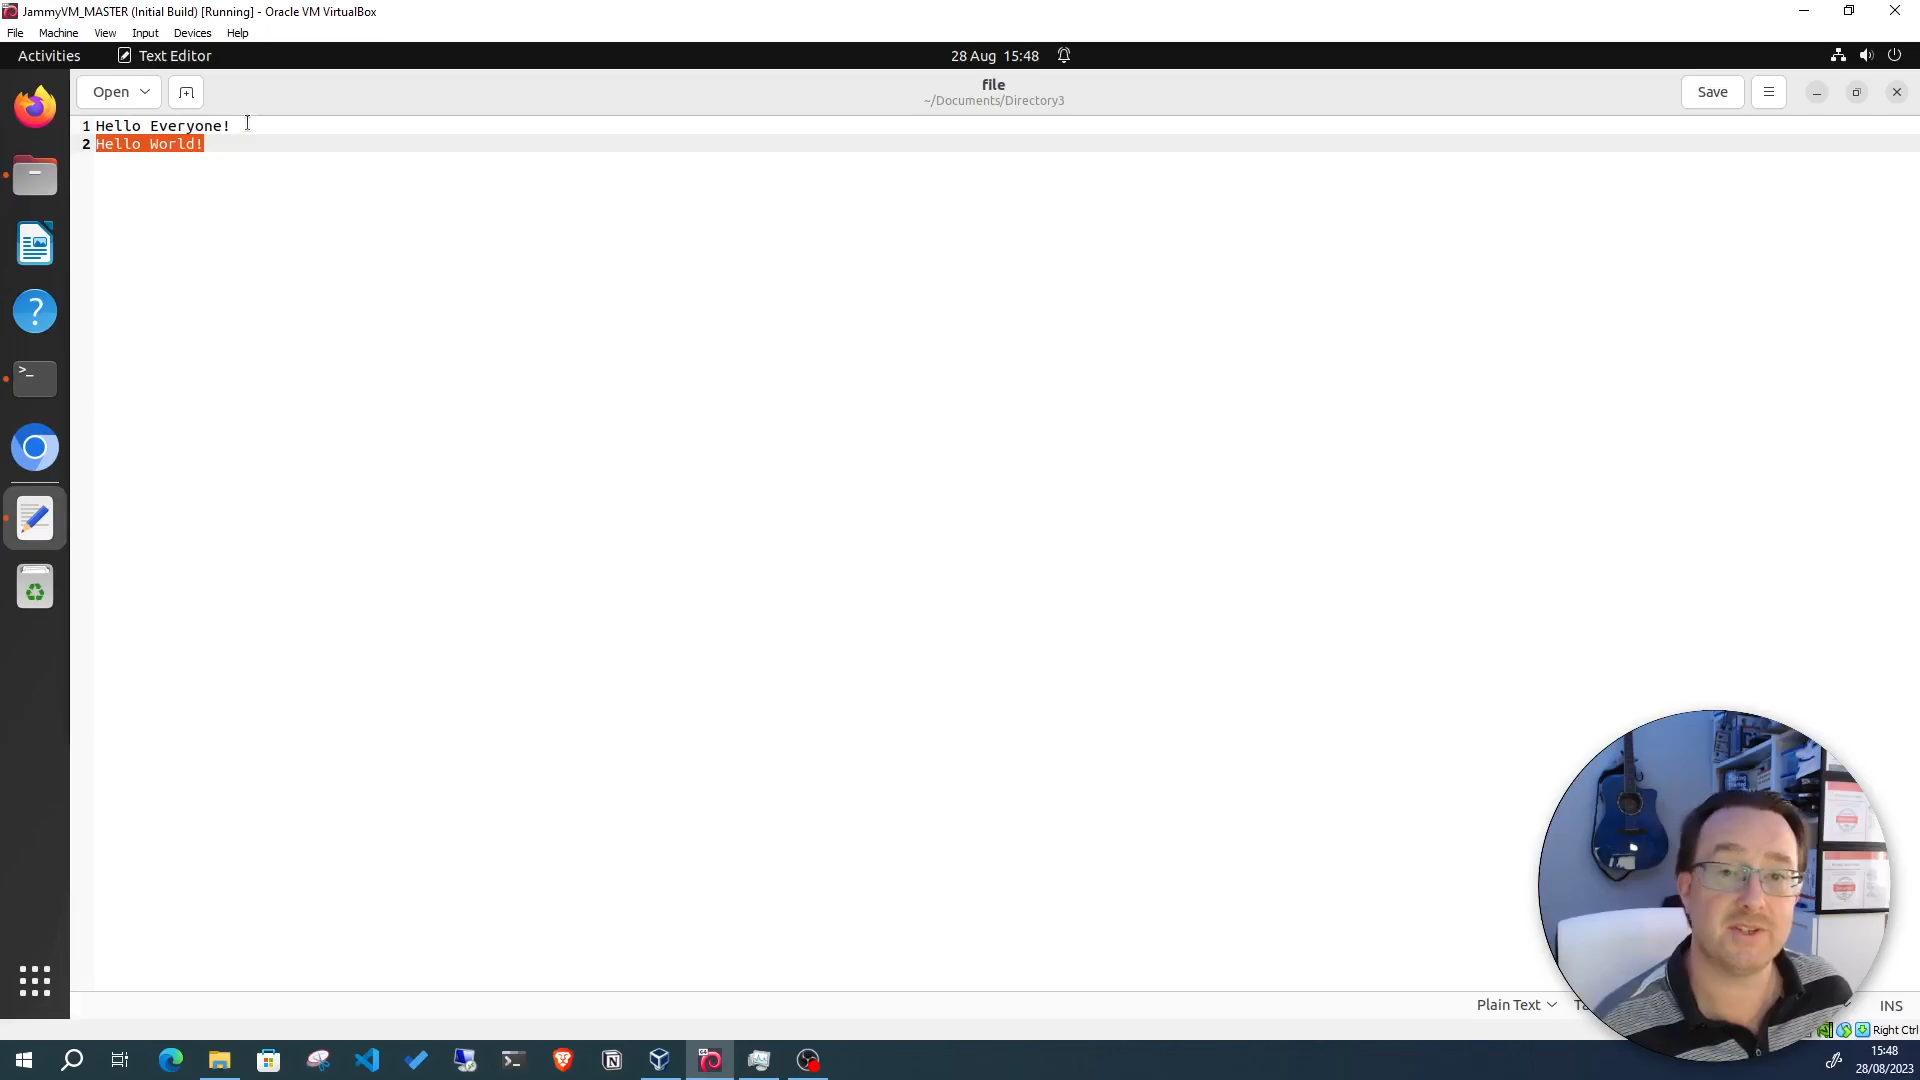 JammyVM_MASTER (Initial Build) [Running] - Oracle VM VirtualBox
File Machine View Input Devices Help
Activities Text Editor 28 Aug 15:48
Open file Save
~/Documents/Directory3
1 Hello Everyone!
2 Hello World!
Plain Text INS
Right Ctrl
15:48
28/08/2023